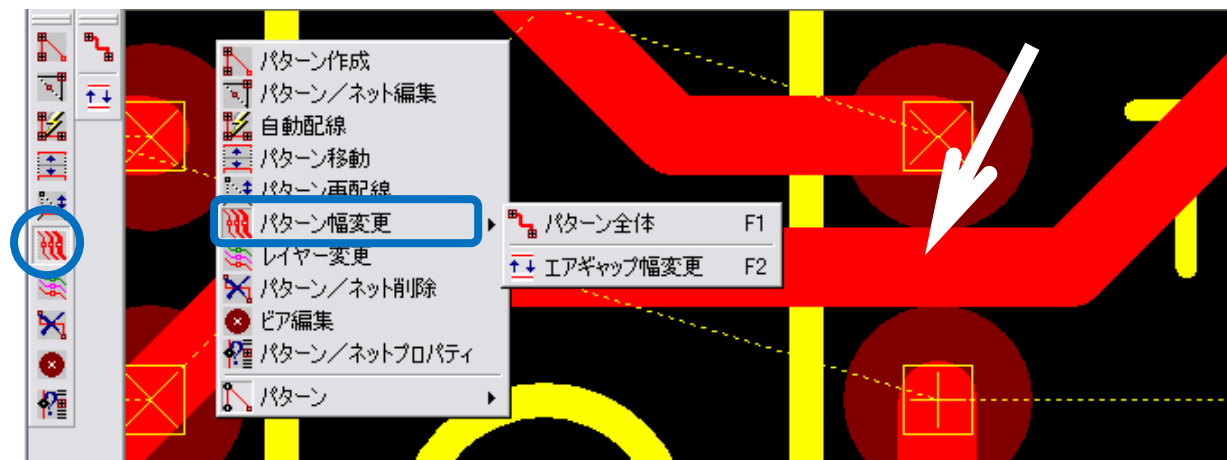 パターン作成
パターン／ネット編集
自動配線
パターン移動
パターン再配線
パターン幅変更
パターン全体 F1
レイヤー変更
エアギャップ幅変更 F2
パターン／ネット削除
ビア編集
パターン／ネットプロパティ
パターン